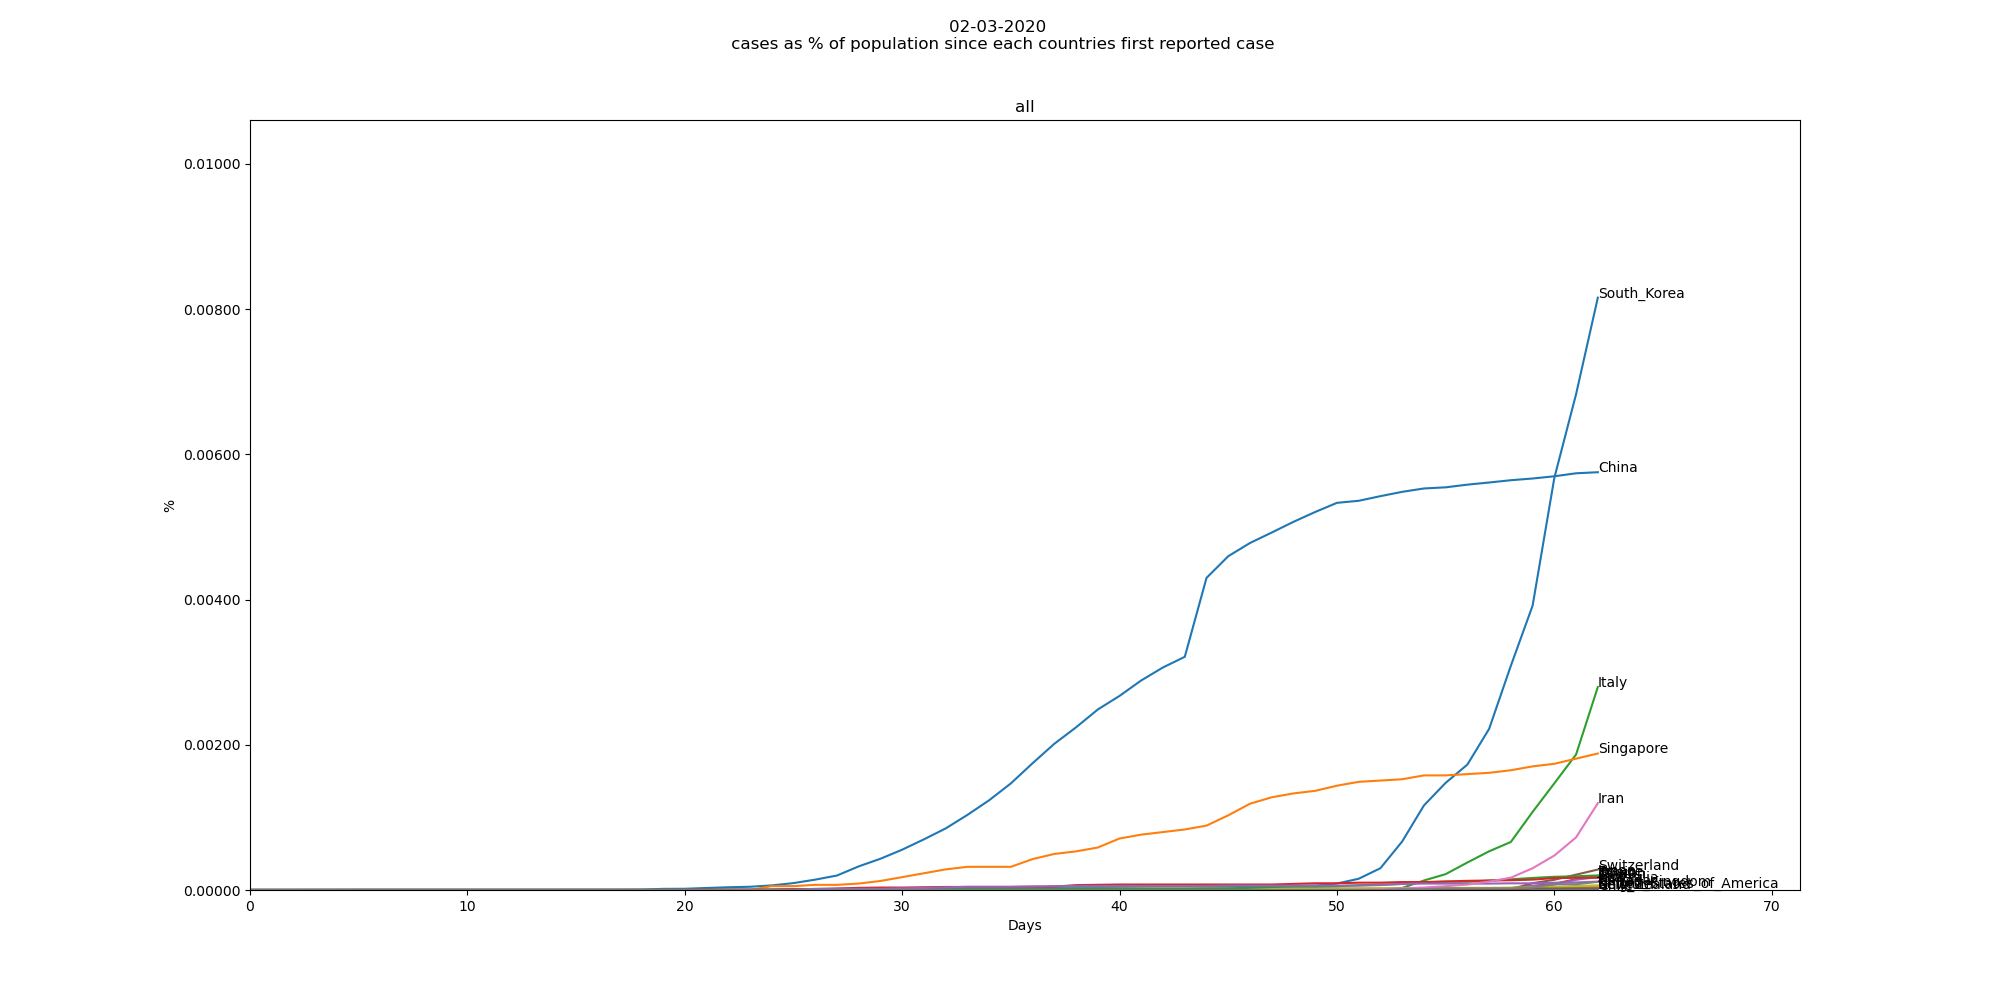 02-03-2020
cases as % of population since each countries first reported case
all
0.01000
0.00800
0.00600
0.00400
0.00200
0.00000
%
South_Korea
China
Italy
Singapore
Iran
Switzerland
0 10 20 30 40 50 60 70
Days